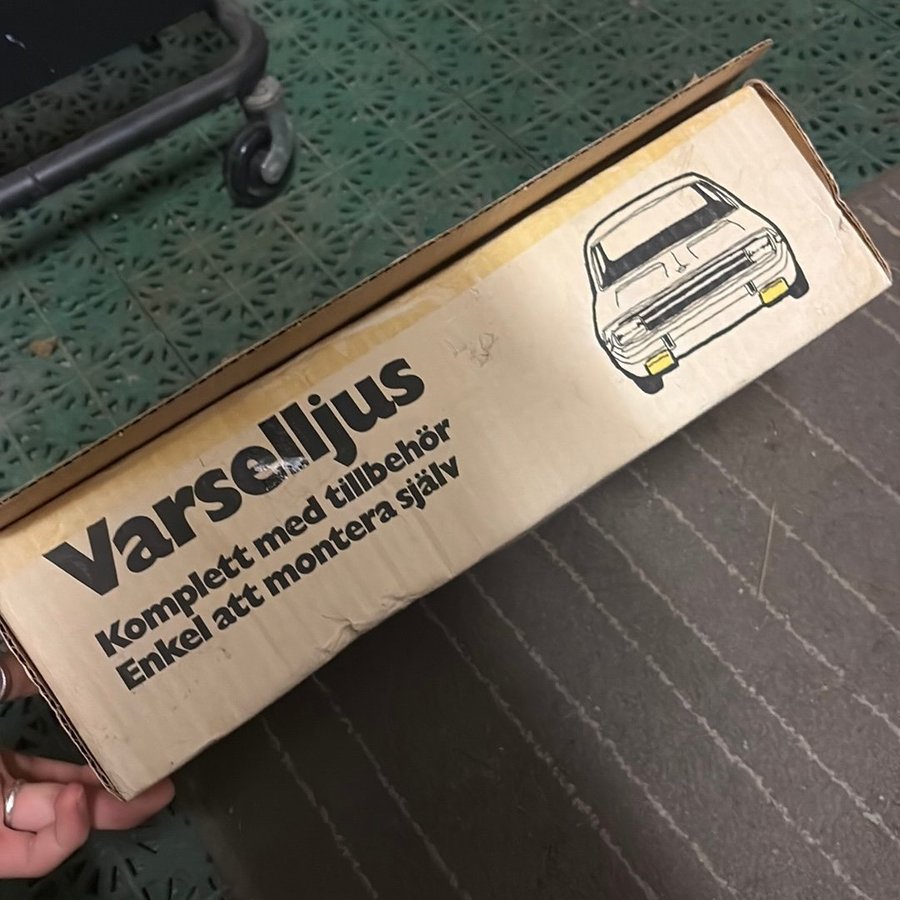 Varselljus
Komplett med tillbehör
Enkel att montera själv